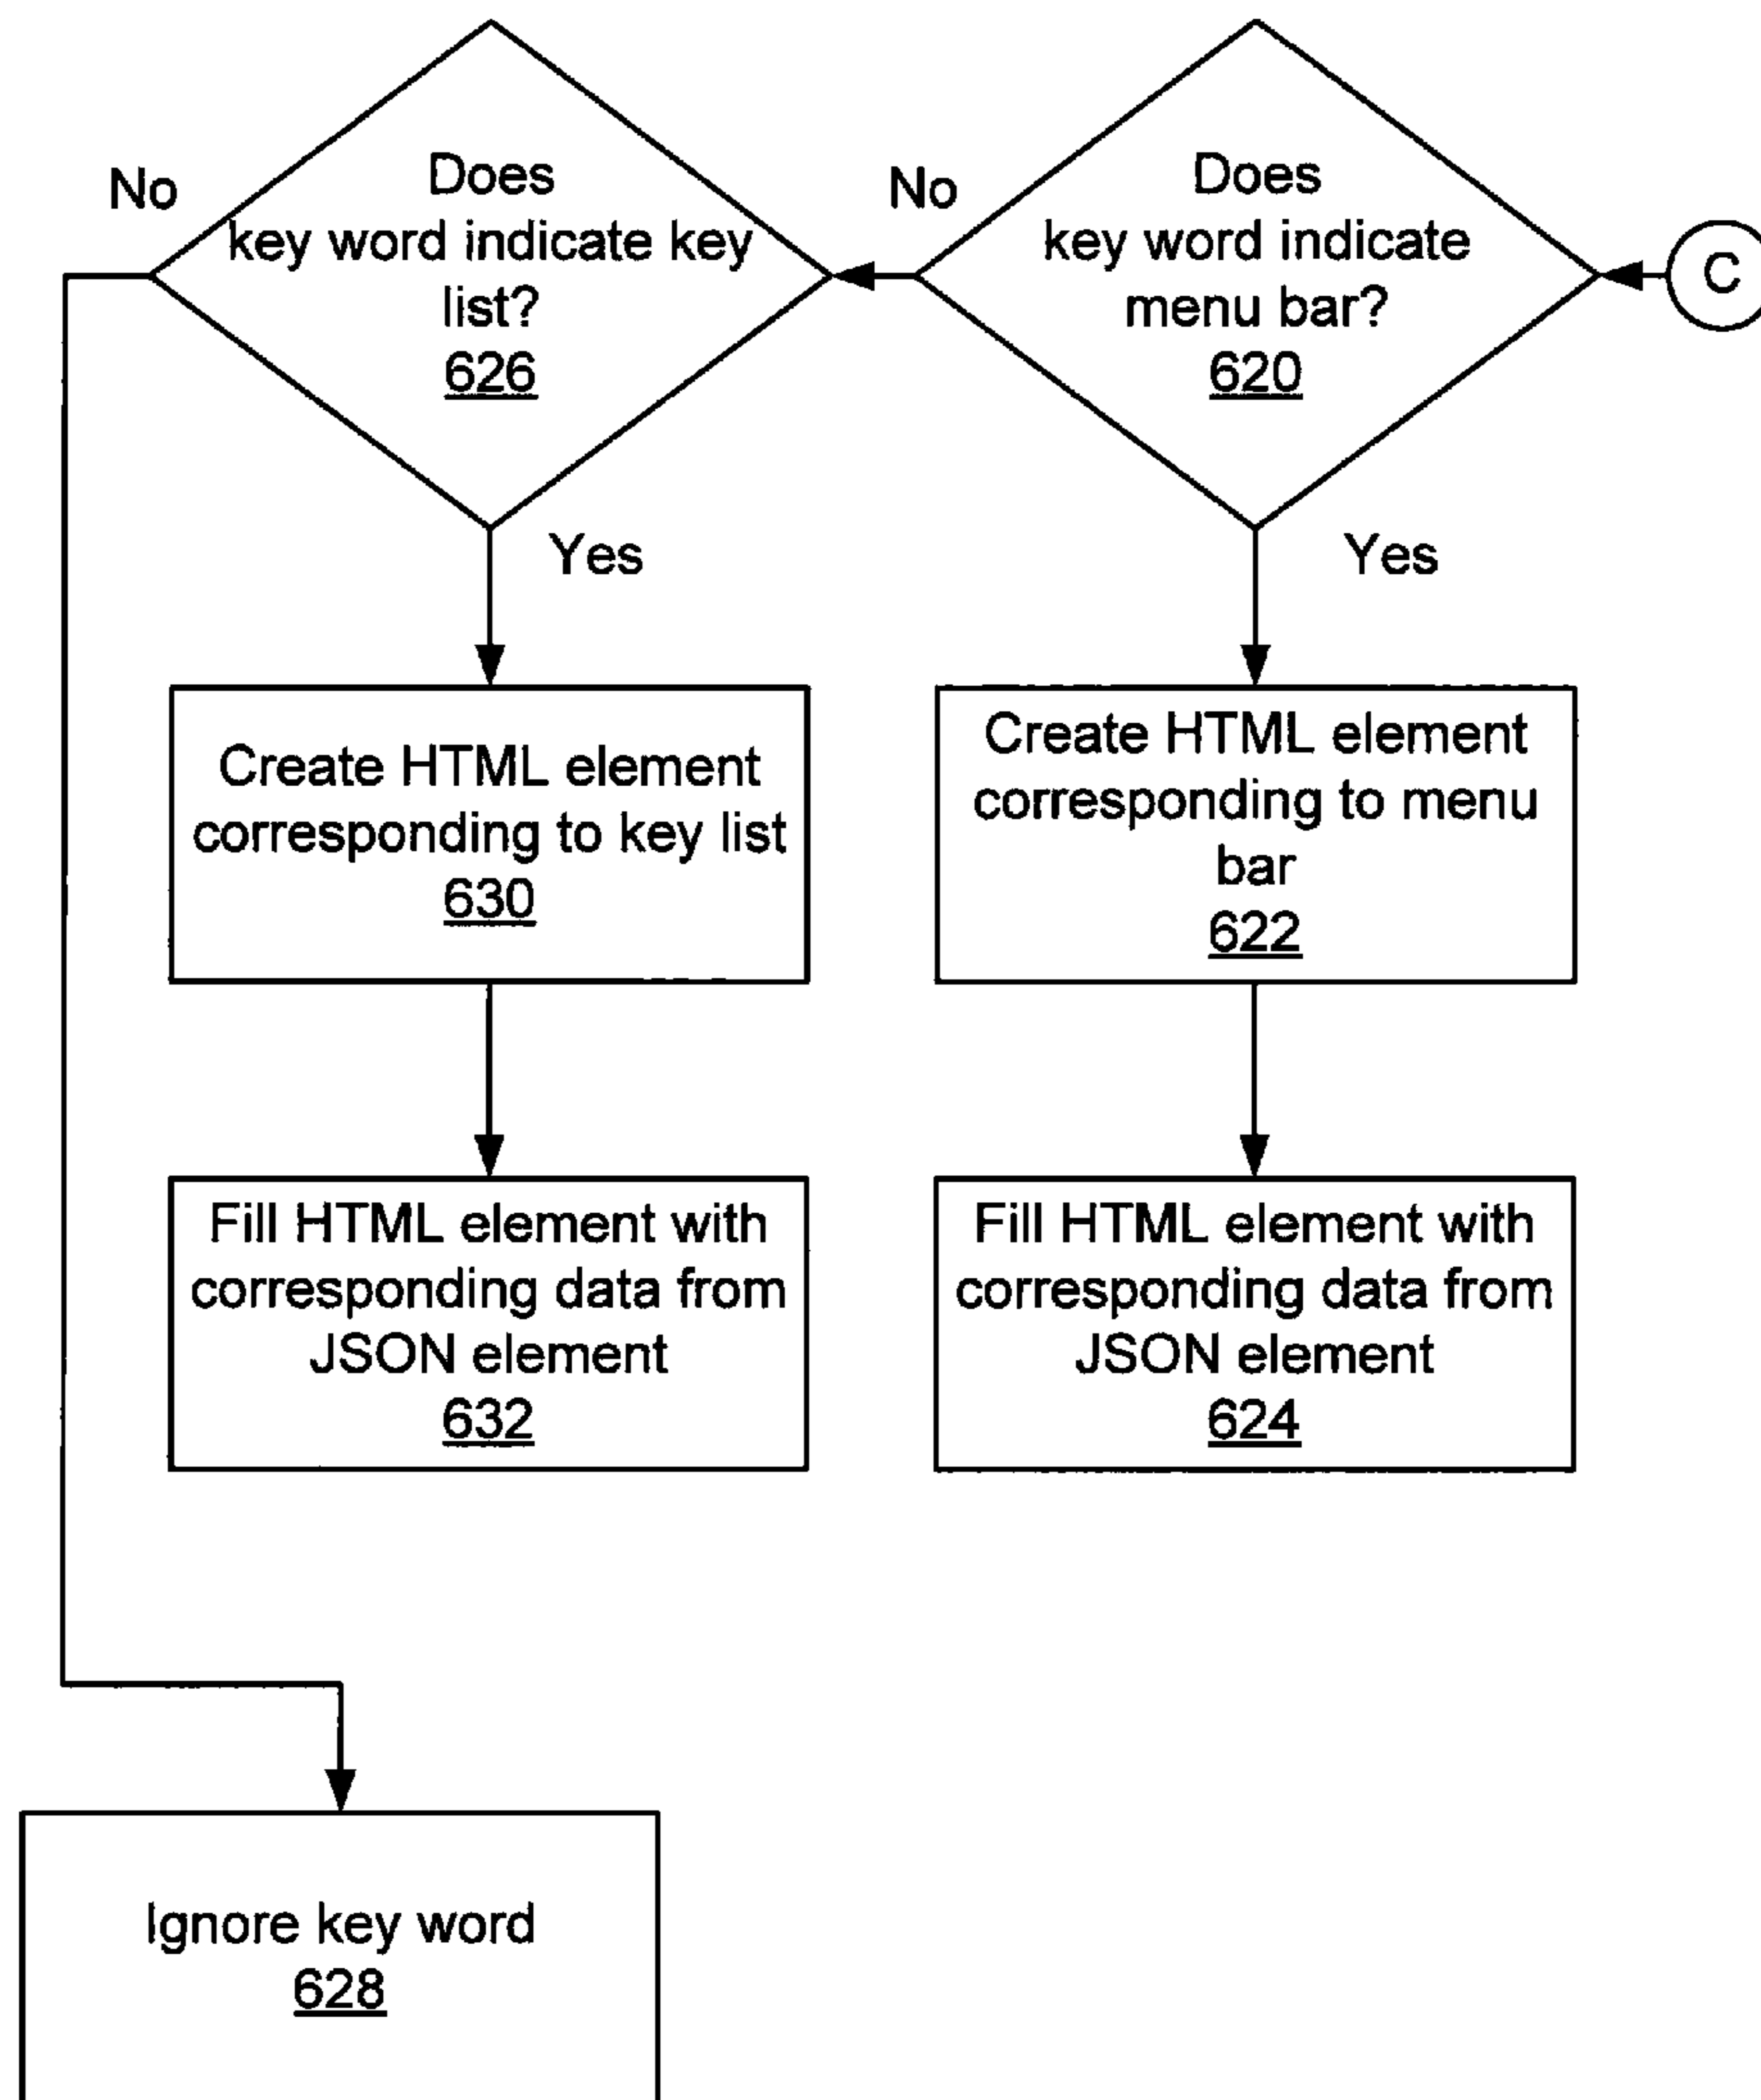 No
Does
key word indicate key
list?
626
No
Does
key word indicate
menu bar?
620
C
Yes
Yes
Create HTML element
corresponding to key list
630
Create HTML element
corresponding to menu
bar
622
Fill HTML element with
corresponding data from
JSON element
632
Fill HTML element with
corresponding data from
JSON element
624
Ignore key word
628